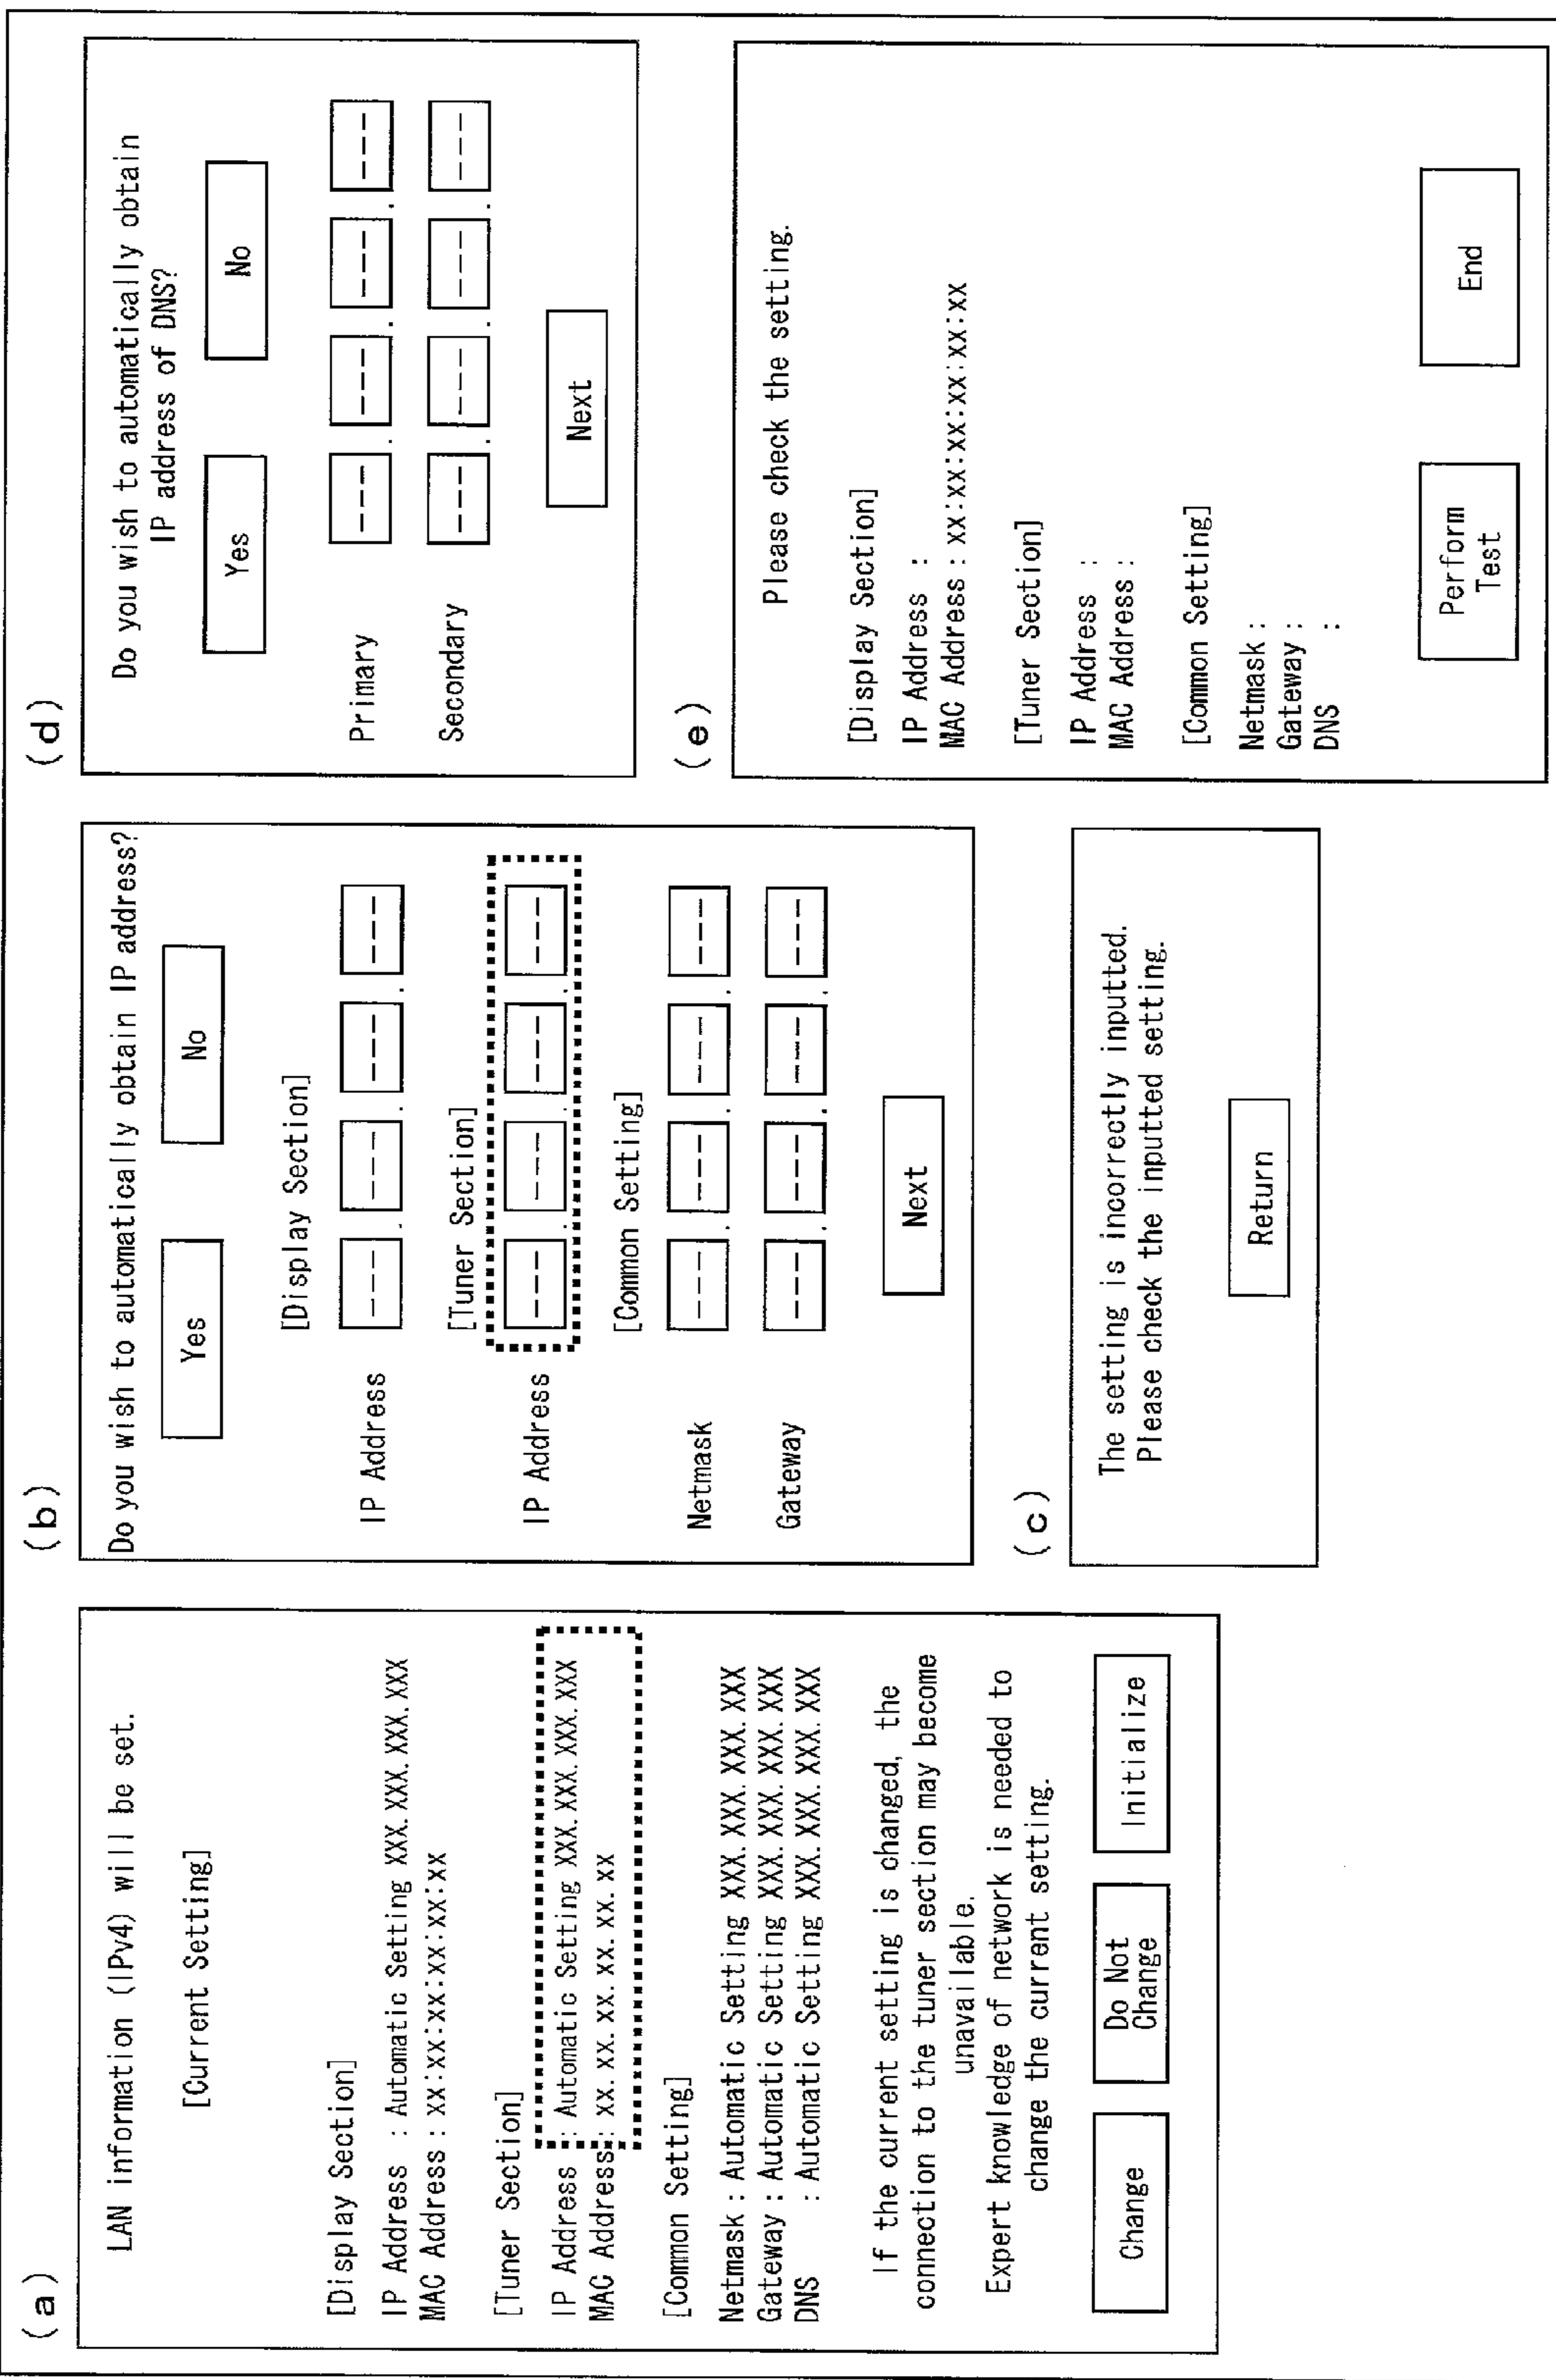 (a)
LAN information (IPv4) will be set.
[Current Setting]
[Display Section]
IP Address : Automatic Setting XXX.XXX.XXX.XXX
MAC Address : xx:xx:xx:xx:xx:xx
[Tuner Section]
IP Address : Automatic Setting XXX.XXX.XXX.XXX
MAC Address : xx.xx.xx.xx.xx.xx
[Common Setting]
Netmask : Automatic Setting XXX.XXX.XXX.XXX
Gateway : Automatic Setting XXX.XXX.XXX.XXX
DNS : Automatic Setting XXX.XXX.XXX.XXX
If the current setting is changed, the
connection to the tuner section may become
unavailable.
Expert knowledge of network is needed to
change the current setting.
Change
Do Not
Change
Initialize
(b)
Do you wish to automatically obtain IP address?
Yes
No
[Display Section]
IP Address ---.---.---.---
[Tuner Section]
IP Address ---.---.---.---
[Common Setting]
Netmask ---.---.---.---
Gateway ---.---.---.---
Next
(c)
The setting is incorrectly inputted.
Please check the inputted setting.
Return
(d)
Do you wish to automatically obtain
IP address of DNS?
Yes
No
Primary ---.---.---.---
Secondary ---.---.---.---
Next
(e)
Please check the setting.
[Display Section]
IP Address :
MAC Address : xx:xx:xx:xx:xx:xx
[Tuner Section]
IP Address :
MAC Address :
[Common Setting]
Netmask :
Gateway :
DNS :
Perform
Test
End